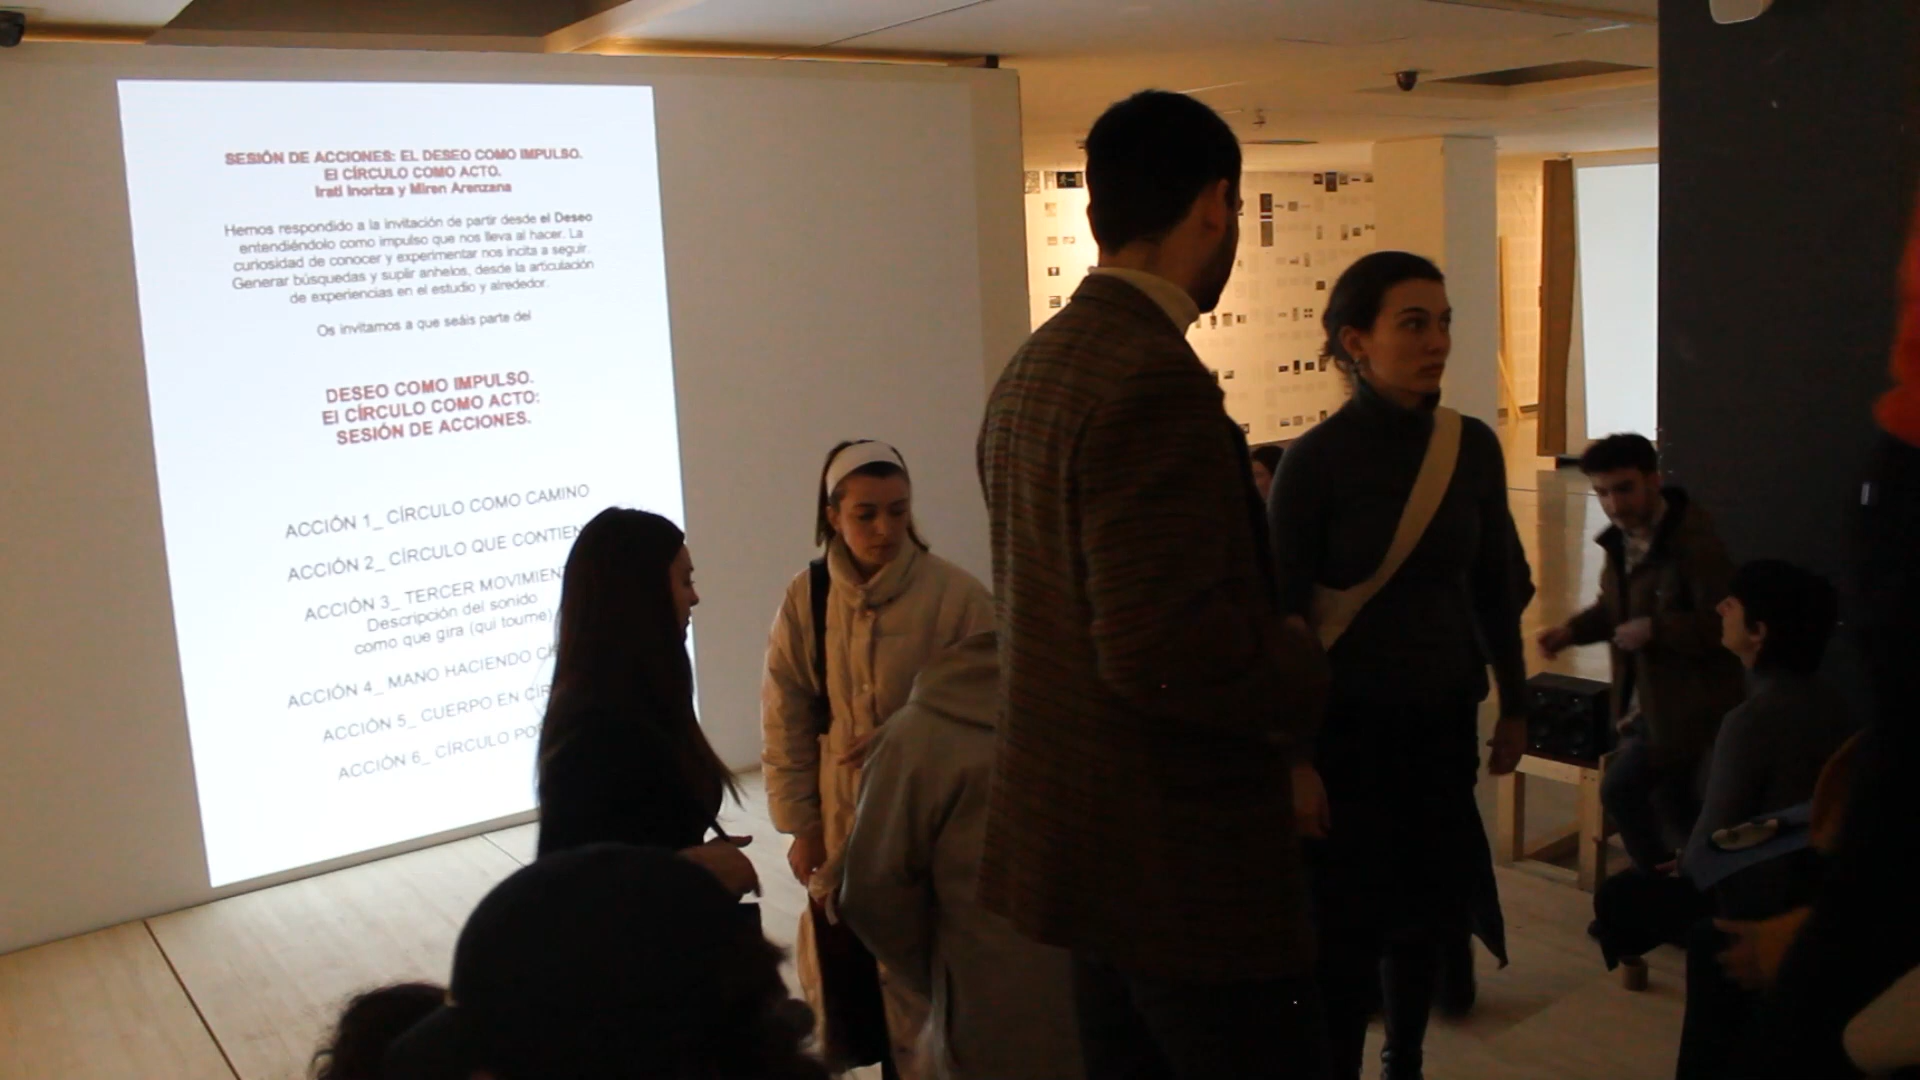 SESIÓN DE ACCIONES: EL DESEO COMO IMPULSO.
El CÍRCULO COMO ACTO.
Irati Inoriza y Miren Arenzana
Hemos respondido a la invitación de partir desde el Deseo
entendiéndolo como impulso que nos lleva al hacer. La
curiosidad de conocer y experimentar nos incita a seguir.
Generar búsquedas y suplir anhelos, desde la articulación
de experiencias en el estudio y alrededor.
Os invitamos a que seáis parte del
DESEO COMO IMPULSO.
El CÍRCULO COMO ACTO:
SESIÓN DE ACCIONES.
ACCIÓN 1_ CÍRCULO COMO CAMINO
ACCIÓN 2_ CÍRCULO QUE CONTIEN
ACCIÓN 3_ TERCER MOVIMIEN
Descripción del sonido
como que gira (qui tourne)
ACCIÓN 4_ MANO HACIENDO
ACCIÓN 5_ CUERPO EN CÍR
ACCIÓN 6_ CÍRCULO PO